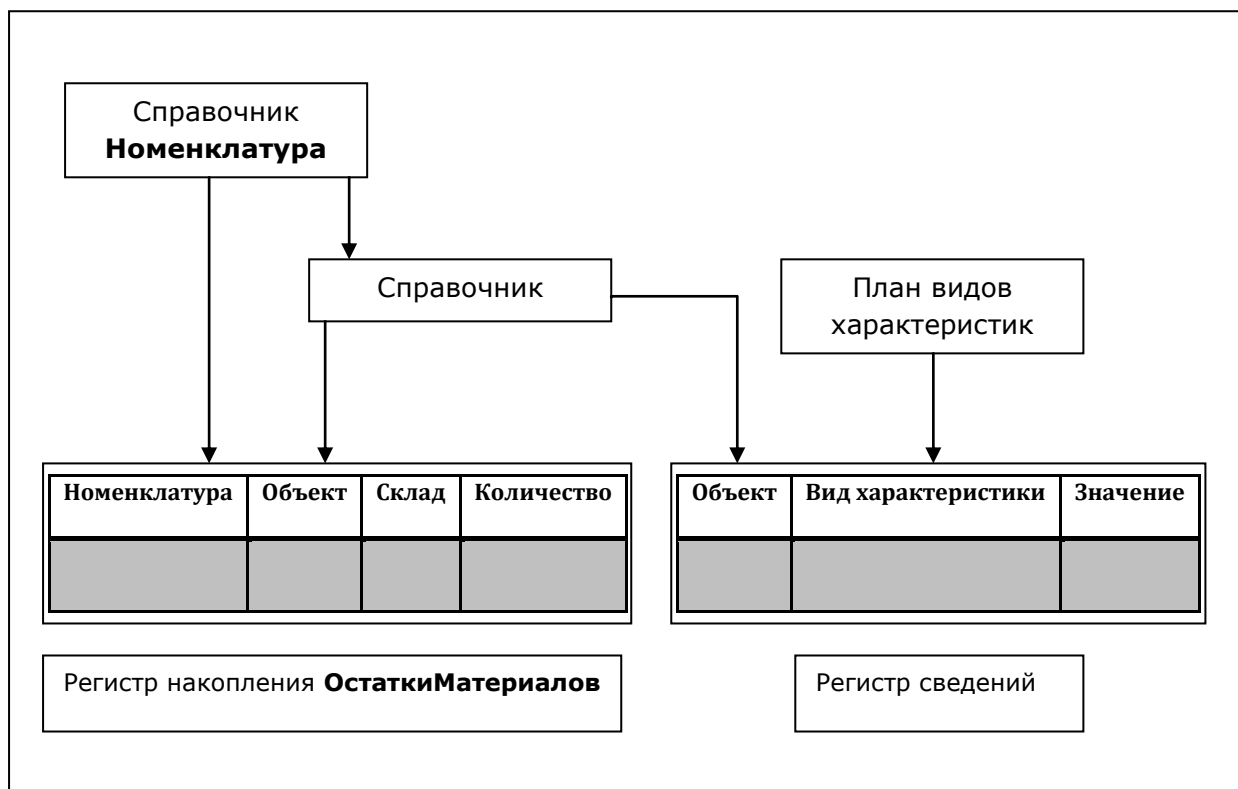 Справочник
Номенклатура
Справочник
План видов
характеристик
Номенклатура Объект Склад Количество
Объект Вид характеристики Значение
Регистр накопления ОстаткиМатериалов
Регистр сведений